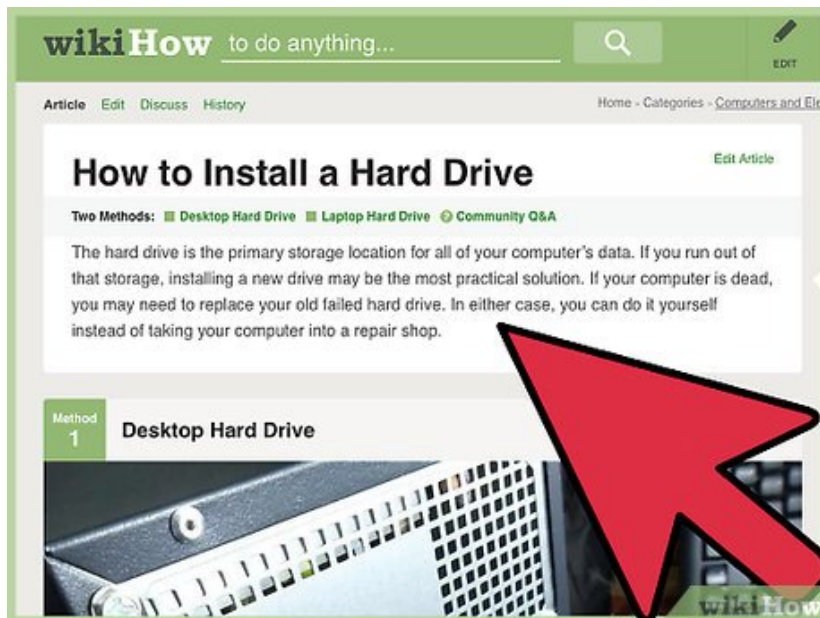 wikiHow to do anything...
EDIT
Article Edit Discuss History
Home » Categories » Computers and Ele
How to Install a Hard Drive
Edit Article
Two Methods: Desktop Hard Drive Laptop Hard Drive Community Q&A
The hard drive is the primary storage location for all of your computer's data. If you run out of
that storage, installing a new drive may be the most practical solution. If your computer is dead,
you may need to replace your old failed hard drive. In either case, you can do it yourself
instead of taking your computer into a repair shop.
Method
1
Desktop Hard Drive
wikiHow